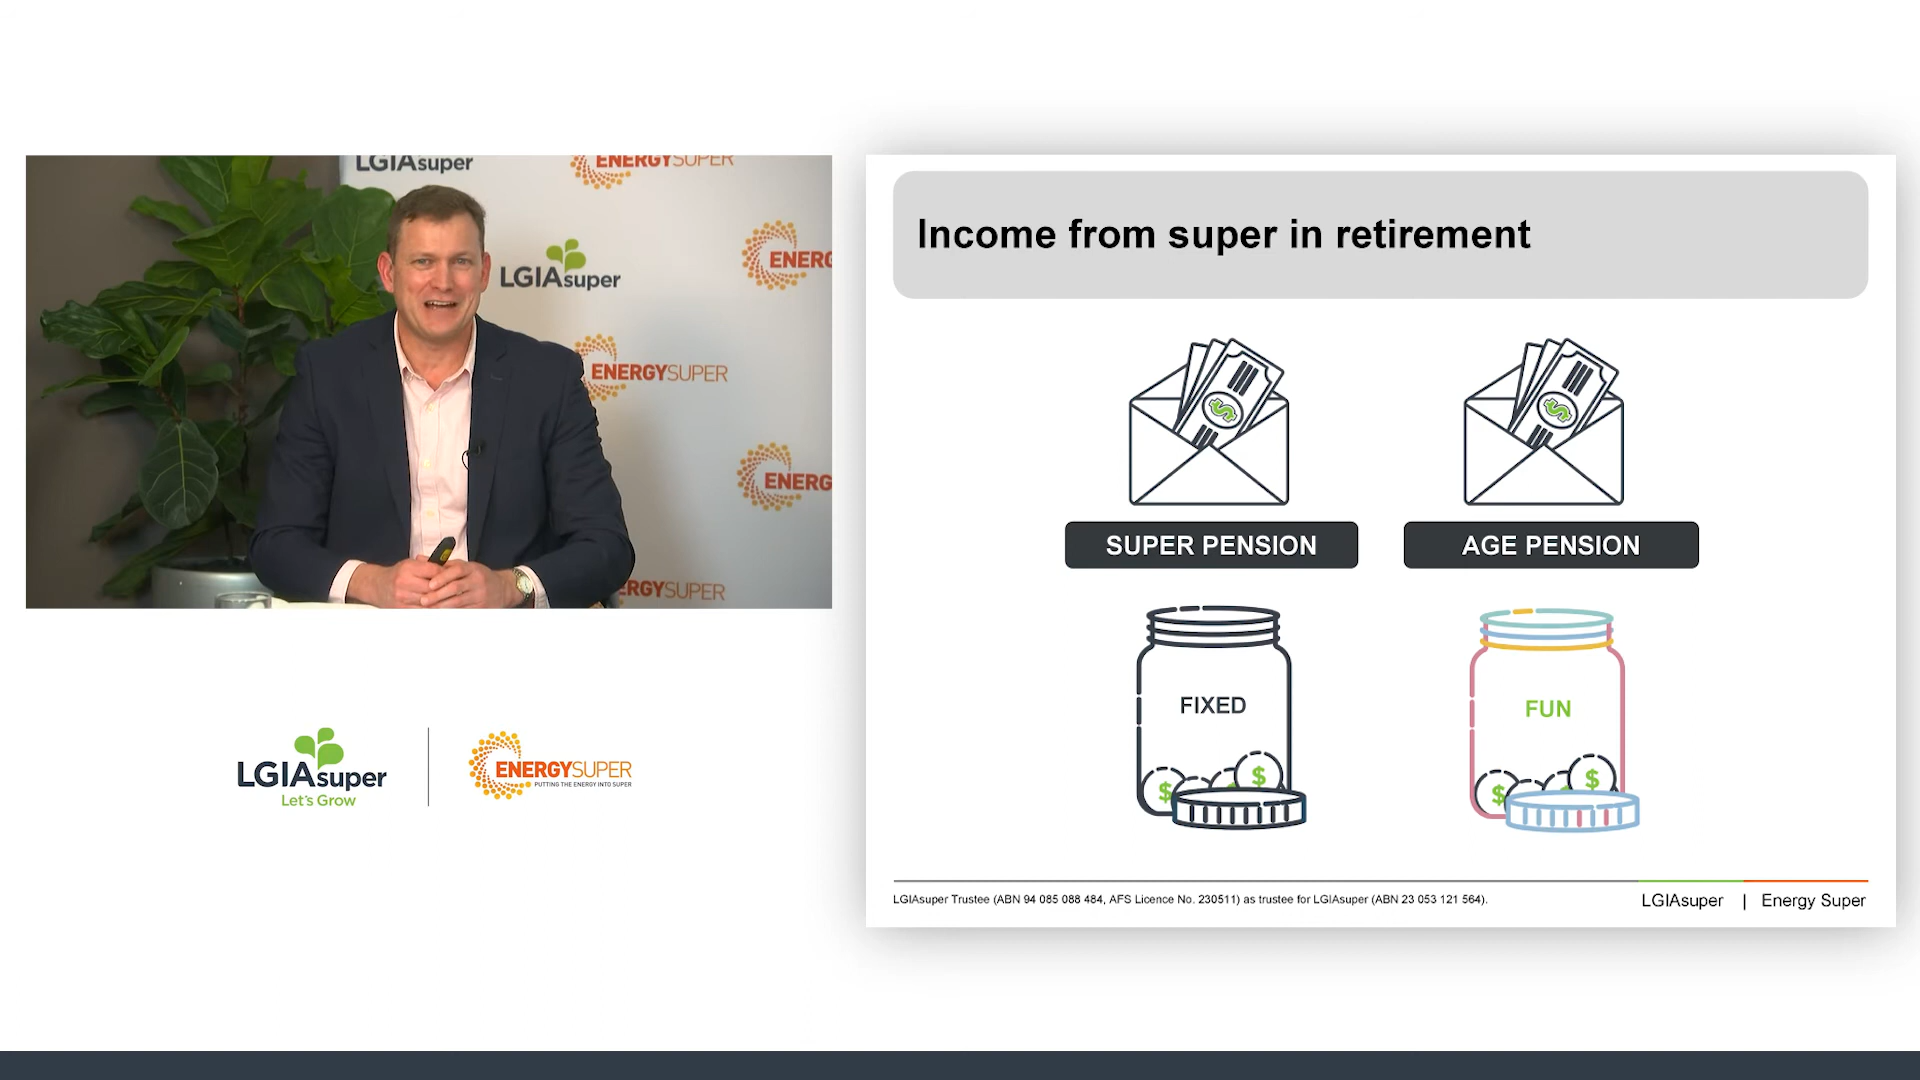 LGIAsuper
ENERGYSUPER
LGIAsuper
ENERG
ENERGYSUPER
ENERG
ERGYSUPER
LGIAsuper
Let's Grow
ENERGYSUPER
PUTTING THE ENERGY INTO SUPER
Income from super in retirement
SUPER PENSION
AGE PENSION
FIXED
FUN
$
$
$
$
$
$
LGIAsuper Trustee (ABN 94 085 088 484, AFS Licence No. 230511) as trustee for LGIAsuper (ABN 23 053 121 564).
LGIAsuper | Energy Super